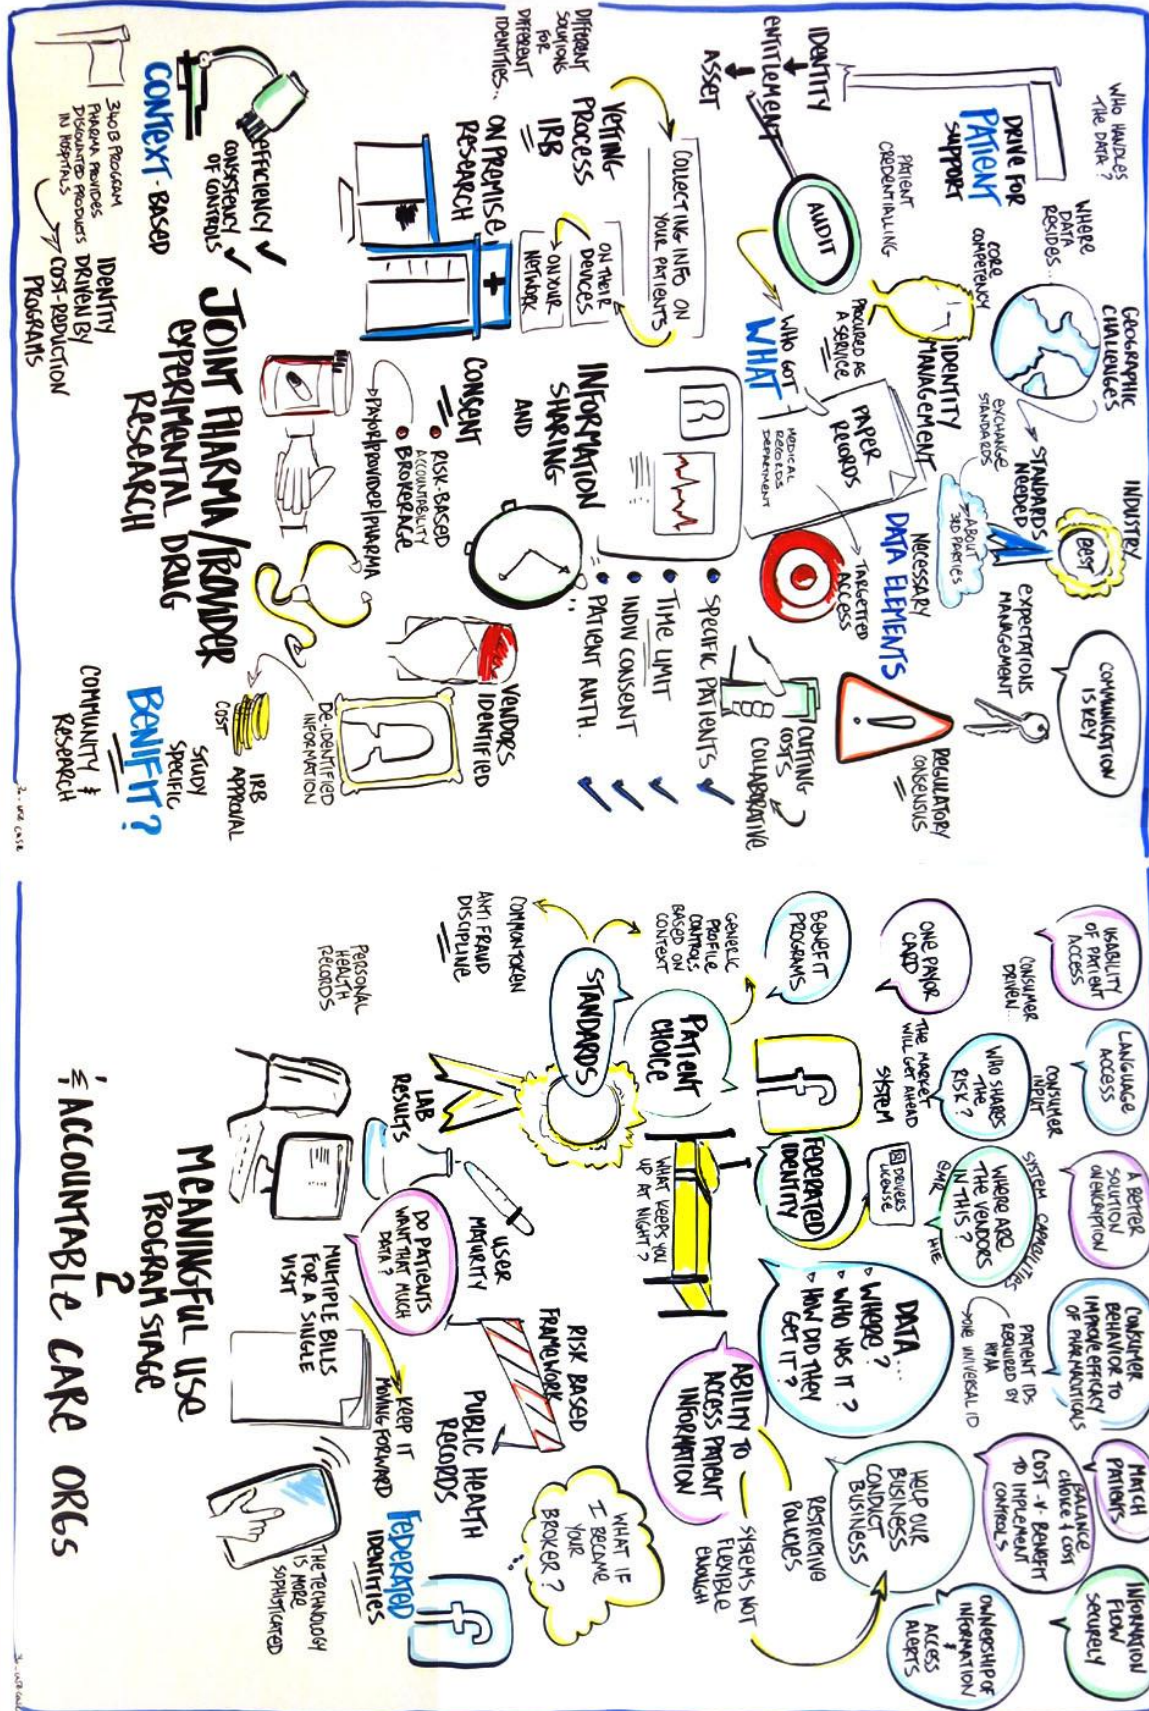 WHO HANDLES
THE DATA?
WHERE
DATA
RESIDES...
GEOGRAPHIC
CHALLENGES
INDUSTRY
BEST
COMMUNICATION
IS KEY
DRIVE FOR
PATIENT
SUPPORT
IDENTITY
ENTITLEMENT
ASSET
PATIENT
CREDENTIALLING
CORE
COMPETENCY
IDENTITY
MANAGEMENT
PROCURED AS
A SERVICE
STANDARDS
NEEDED
EXCHANGE
STANDARDS
ABOUT
3RD PARTIES
EXPECTATIONS
MANAGEMENT
AUDIT
WHO GOT
WHAT
PAPER
RECORDS
MEDICAL
RECORDS
DEPARTMENT
NECESSARY
DATA ELEMENTS
TARGETTED
ACCESS
REGULATORY
CONSENSUS
CUTTING
COSTS
COLLABORATIVE
DIFFERENT
SOLUTIONS
FOR
DIFFERENT
IDENTITIES...
VETTING
PROCESS
IRB
COLLECTING INFO ON
YOUR PATIENTS
ON THEIR
DEVICES
ON YOUR
NETWORK
ON PREMISE
RESEARCH
INFORMATION
SHARING
AND
CONSENT
• SPECIFIC PATIENTS
• TIME LIMIT
• INDIV CONSENT
• PATIENT AUTH.
• RISK-BASED
ACCOUNTABILITY
• BROKERAGE
PAYOR/PROVIDER/PHARMA
VENDORS
IDENTIFIED
DE-IDENTIFIED
INFORMATION
EFFICIENCY
CONSISTENCY
OF CONTROLS
CONTEXT-BASED
JOINT PHARMA/PROVIDER
EXPERIMENTAL DRUG
RESEARCH
COST
IRB
APPROVAL
STUDY
SPECIFIC
BENIFIT?
COMMUNITY &
RESEARCH
340B PROGRAM
PHARMA PROVIDES
DISCOUNTED PRODUCTS
IN HOSPITALS
IDENTITY
DRIVEN BY
COST-REDUCTION
PROGRAMS
USABILITY
OF PATIENT
ACCESS
LANGUAGE
ACCESS
A BETTER
SOLUTION
ON ENCRIPTION
CONSUMER
BEHAVIOR TO
IMPROVE EFFICACY
OF PHARMACEUTICALS
MATCH
PATIENTS
INFORMATION
FLOW
SECURELY
CONSUMER
DRIVEN...
CONSUMER
INPUT
SYSTEM CAPABILITIES
PATIENT IDS
REQUIRED BY
ONE UNIVERSAL ID
BALANCE
CHOICE & COST
COST-V-BENEFIT
TO IMPLEMENT
CONTROLS
ONE PAYOR
CARD
WHO SHARES
THE
RISK?
WHERE ARE
THE VENDORS
IN THIS?
EMR
HIE
THE MARKET
WILL GET AHEAD
SYSTEM
DRIVERS
LICENSE
HELP OUR
BUSINESS
CONDUCT
BUSINESS
OWNERSHIP OF
INFORMATION
&
ACCESS
ALERTS
BENEFIT
PROGRAMS
f
FEDERATED
IDENTITY
DATA...
• WHERE?
• WHO HAS IT?
• HOW DID THEY
GET IT?
RESTRICTIVE
POLICIES
GENERIC
PROFILE
CONTROLS
BASED ON
CONTEXT
PATIENT
CHOICE
WHAT KEEPS YOU
UP AT NIGHT?
ABILITY TO
ACCESS PATIENT
INFORMATION
SYSTEMS NOT
FLEXIBLE
ENOUGH
STANDARDS
COMMON TOKEN
ANTI FRAUD
DISCIPLINE
RISK BASED
FRAMEWORK
WHAT IF
I BECAME
YOUR
BROKER?
LAB
RESULTS
USER
MATURITY
PUBLIC HEALTH
RECORDS
PERSONAL
HEALTH
RECORDS
DO PATIENTS
WANT THAT MUCH
DATA?
KEEP IT
MOVING FORWARD
FEDERATED
IDENTITIES
f
MULTIPLE BILLS
FOR A SINGLE
VISIT
THE TECHNOLOGY
IS MORE
SOPHISTICATED
MEANINGFUL USE
PROGRAM STAGE
2
& ACCOUNTABLE CARE ORGS